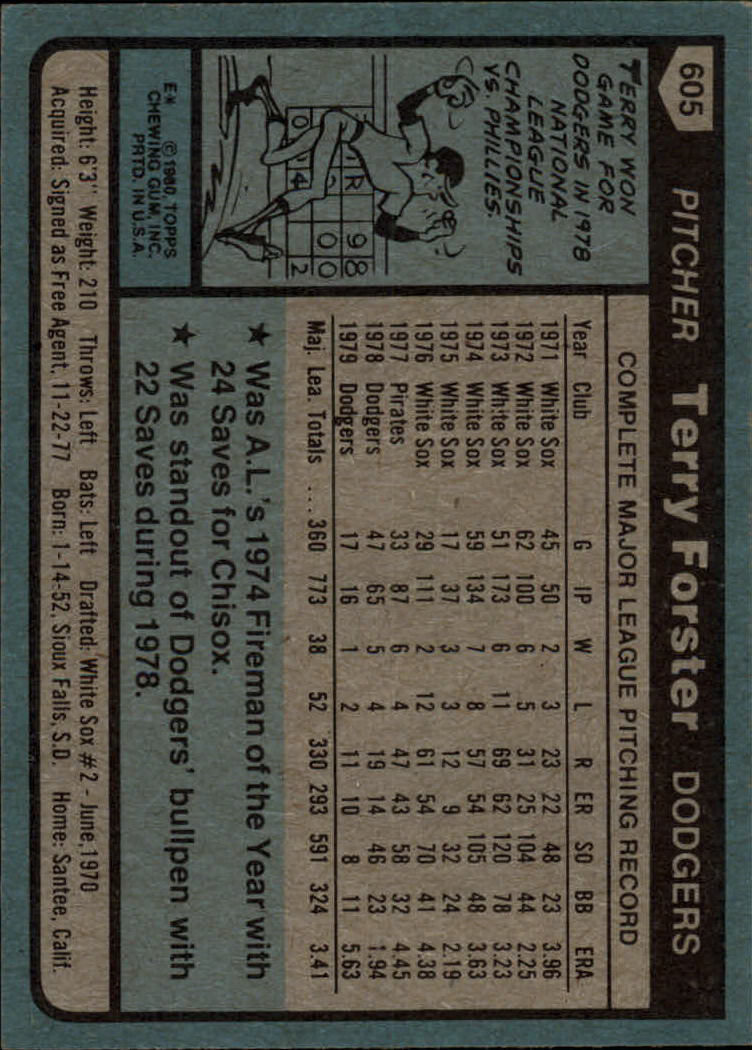 605 PITCHER Terry Forster DODGERS
TERRY WON
GAME FOR
DODGERS IN 1978
NATIONAL
LEAGUE
CHAMPIONSHIPS
VS. PHILLIES.
E* © 1980 TOPPS
CHEWING GUM, INC.
PRTD. IN U.S.A.
COMPLETE MAJOR LEAGUE PITCHING RECORD
Year Club G IP W L R ER SO BB ERA
1971 White Sox 45 50 2 3 23 22 48 23 3.96
1972 White Sox 62 100 6 5 31 25 104 44 2.25
1973 White Sox 51 173 6 11 69 62 120 78 3.23
1974 White Sox 59 134 7 8 57 54 105 48 3.63
1975 White Sox 17 37 3 3 12 9 32 24 2.19
1976 White Sox 29 111 2 12 61 54 70 41 4.38
1977 Pirates 33 87 6 4 47 43 58 32 4.45
1978 Dodgers 47 65 5 4 19 14 46 23 1.94
1979 Dodgers 17 16 1 2 11 10 8 11 5.63
Maj. Lea. Totals ... 360 773 38 52 330 293 591 324 3.41
★ Was A.L.'s 1974 Fireman of the Year with
24 Saves for Chisox.
★ Was standout of Dodgers' bullpen with
22 Saves during 1978.
Height: 6'3" Weight: 210 Throws: Left Bats: Left Drafted: White Sox #2 - June, 1970
Acquired: Signed as Free Agent, 11-22-77 Born: 1-14-52, Sioux Falls, S.D. Home: Santee, Calif.